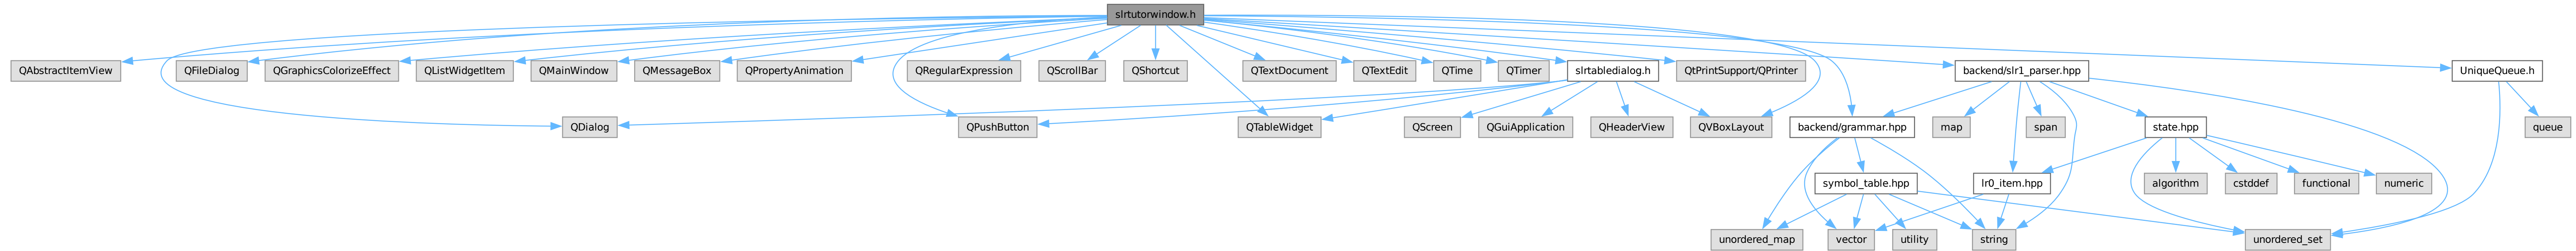 slrtutorwindow.h
QAbstractItemView
QFileDialog
QGraphicsColorizeEffect
QListWidgetItem
QMainWindow
QMessageBox
QPropertyAnimation
QRegularExpression
QScrollBar
QShortcut
QTextDocument
QTextEdit
QTime
QTimer
slrtabledialog.h
QtPrintSupport/QPrinter
backend/slr1_parser.hpp
UniqueQueue.h
QDialog
QPushButton
QTableWidget
QScreen
QGuiApplication
QHeaderView
QVBoxLayout
backend/grammar.hpp
map
span
state.hpp
queue
symbol_table.hpp
lr0_item.hpp
algorithm
cstddef
functional
numeric
unordered_map
vector
utility
string
unordered_set